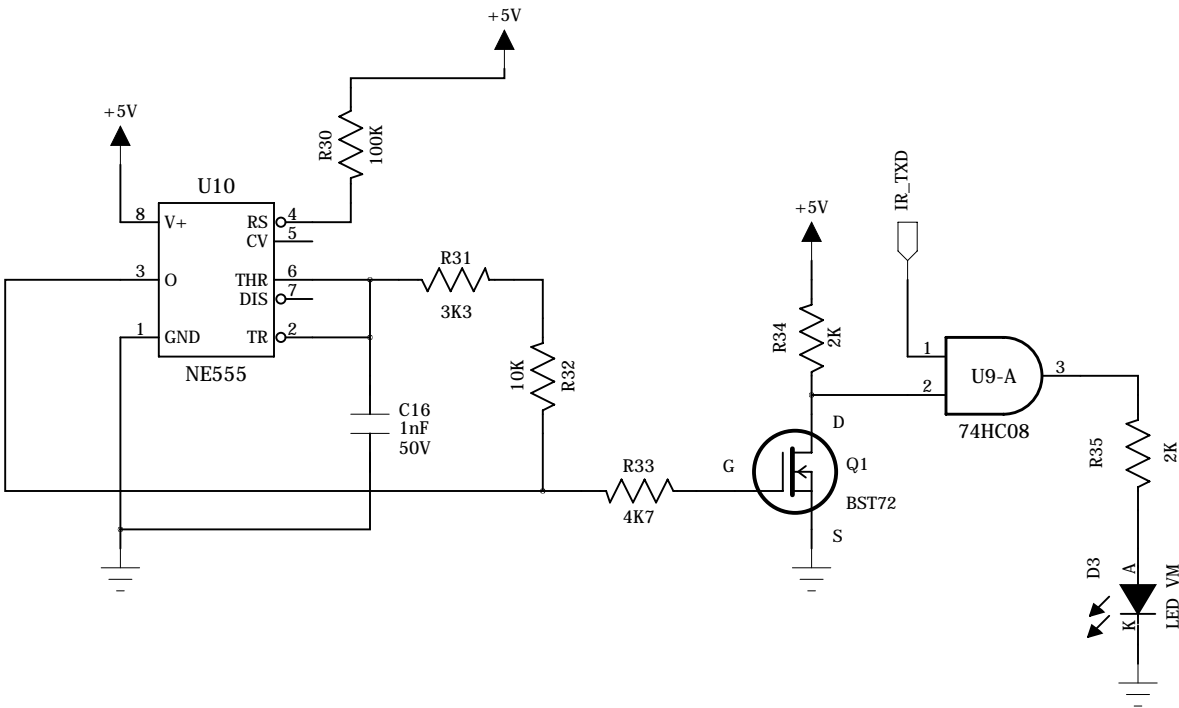 +5V
+5V
R30
100K
U10
8
V+
RS
4
CV
5
3
O
THR
6
DIS
7
1
GND
TR
2
NE555
R31
3K3
10K
R32
C16
1nF
50V
R33
4K7
+5V
R34
2K
G
D
Q1
BST72
S
IR_TXD
1
2
U9-A
3
74HC08
R35
2K
D3
A
K
LED VM